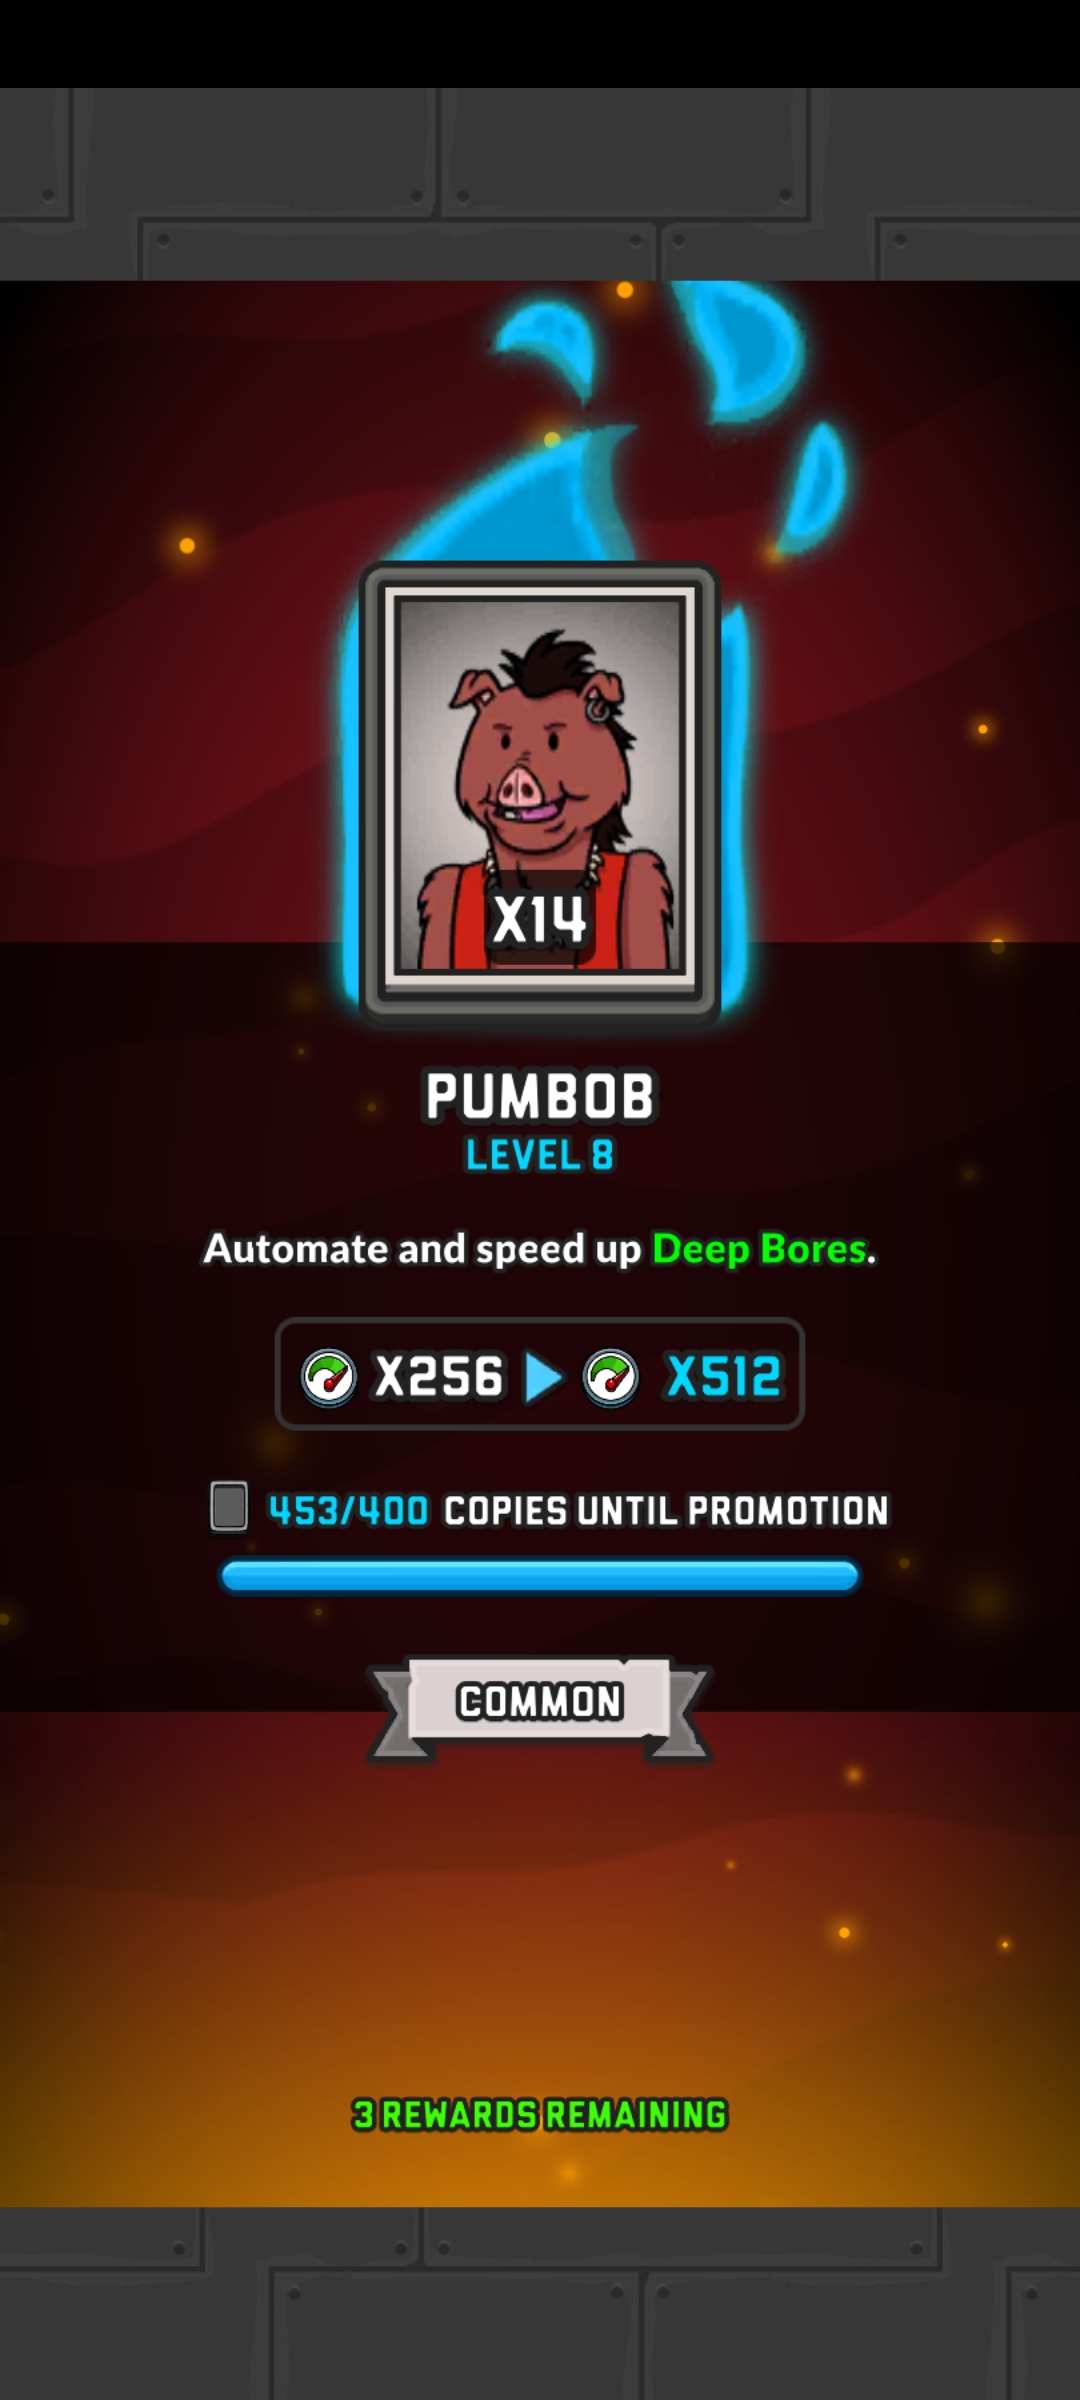 X14
PUMBOB
LEVEL 8
Automate and speed up Deep Bores.
X256 X512
453/400 COPIES UNTIL PROMOTION
COMMON
3 REWARDS REMAINING